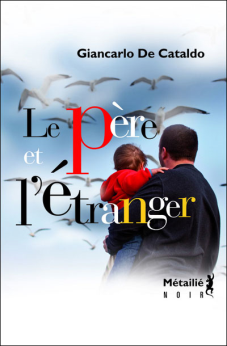 Giancarlo De Cataldo
Le père
et
l'étranger
Métailié
NOIR